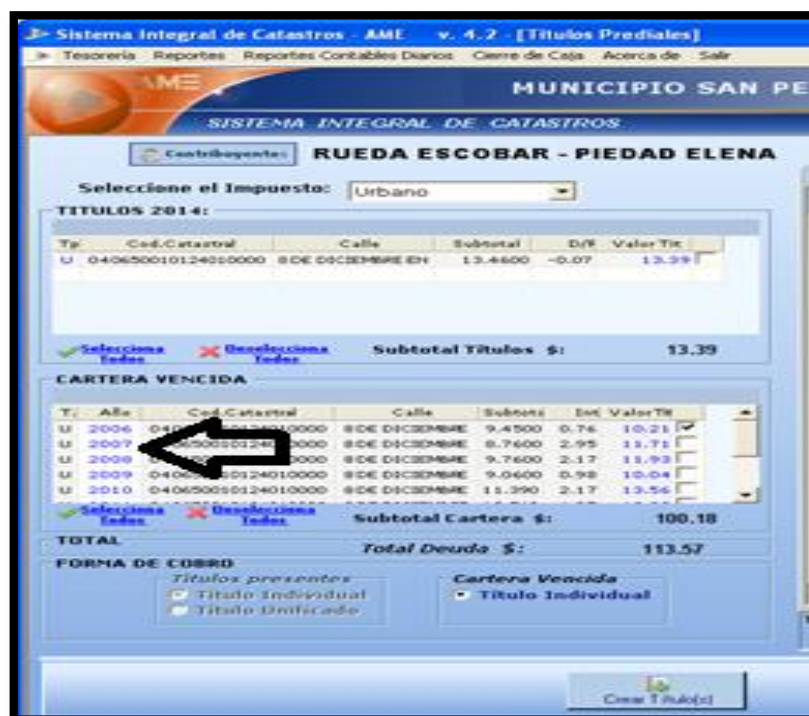 Sistema Integral de Catastros - AME v. 4.2 - [Titulos Prediales]
Tesorería Reportes Reportes Contables Diarios Cierre de Caja Acerca de Salir
AME
MUNICIPIO SAN PE
SISTEMA INTEGRAL DE CATASTROS
Contribuyente: RUEDA ESCOBAR - PIEDAD ELENA
Seleccione el Impuesto: Urbano
TITULOS 2014:
Tp Cod.Catastral Calle Subtotal D/R Valor Tit
U 040650010124010000 8 DE DICIEMBRE EN 13.4600 -0.07 13.39
Selecciona Todos Deselecciona Todos Subtotal Títulos $: 13.39
CARTERA VENCIDA
T. Año Cod.Catastral Calle Subtota Int ValorTit
U 2006 040650010124010000 8 DE DICIEMBRE 9.4500 0.76 10.21
U 2007 8 DE DICIEMBRE 8.7600 2.95 11.71
U 2008 8 DE DICIEMBRE 9.7600 2.17 11.93
U 2009 040650010124010000 8 DE DICIEMBRE 9.0600 0.98 10.04
U 2010 040650010124010000 8 DE DICIEMBRE 11.390 2.17 13.56
Selecciona Todos Deselecciona Todos Subtotal Cartera $: 100.18
TOTAL Total Deuda $: 113.57
FORMA DE COBRO
Titulos presentes Cartera Vencida
Titulo Individual Titulo Individual
Titulo Unificado
Crear Titulo(s)